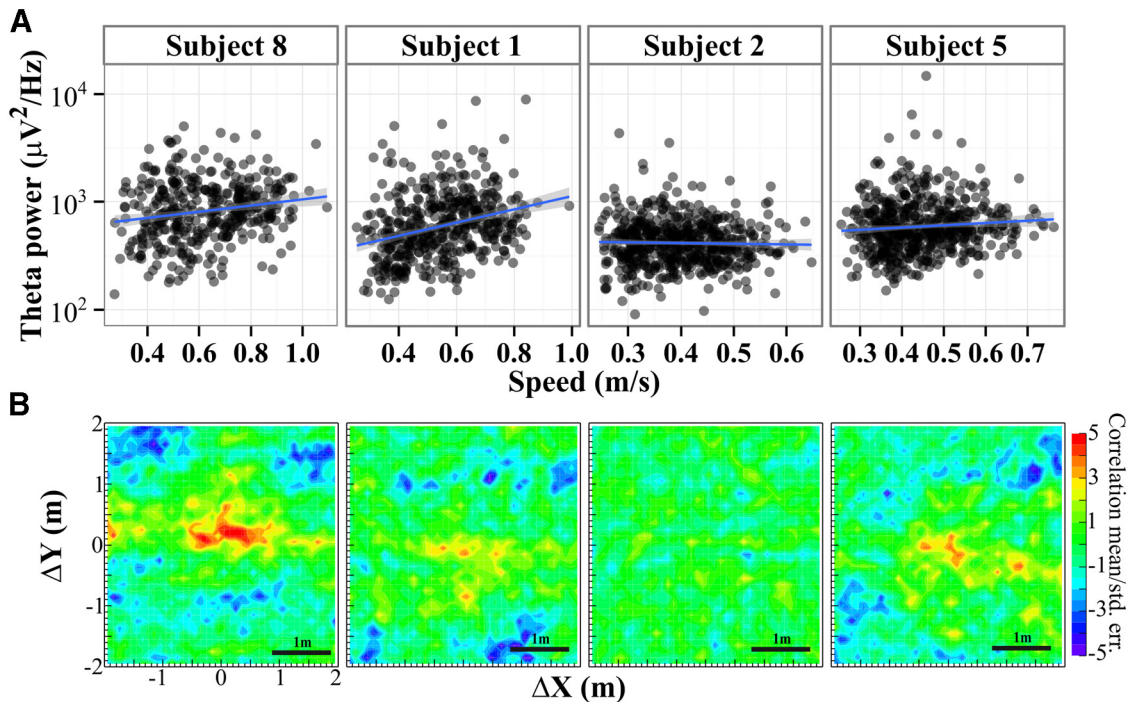 A
Subject 8 Subject 1 Subject 2 Subject 5
Theta power (μV²/Hz)
10⁴
10³
10²
0.4 0.6 0.8 1.0 0.4 0.6 0.8 1.0 0.3 0.4 0.5 0.6 0.3 0.4 0.5 0.6 0.7
Speed (m/s)
B
ΔY (m)
2
1
0
-1
-2
1m 1m 1m 1m
-1 0 1 2
ΔX (m)
5
3
1
-1
-3
-5
Correlation mean/std. err.